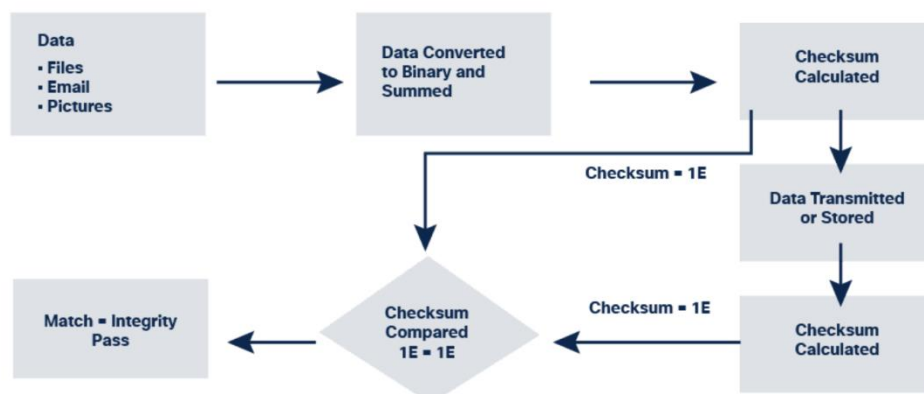 Data
▪ Files
▪ Email
▪ Pictures
Data Converted
to Binary and
Summed
Checksum
Calculated
Checksum = 1E
Data Transmitted
or Stored
Checksum
Calculated
Checksum = 1E
Checksum
Compared
1E = 1E
Match = Integrity
Pass